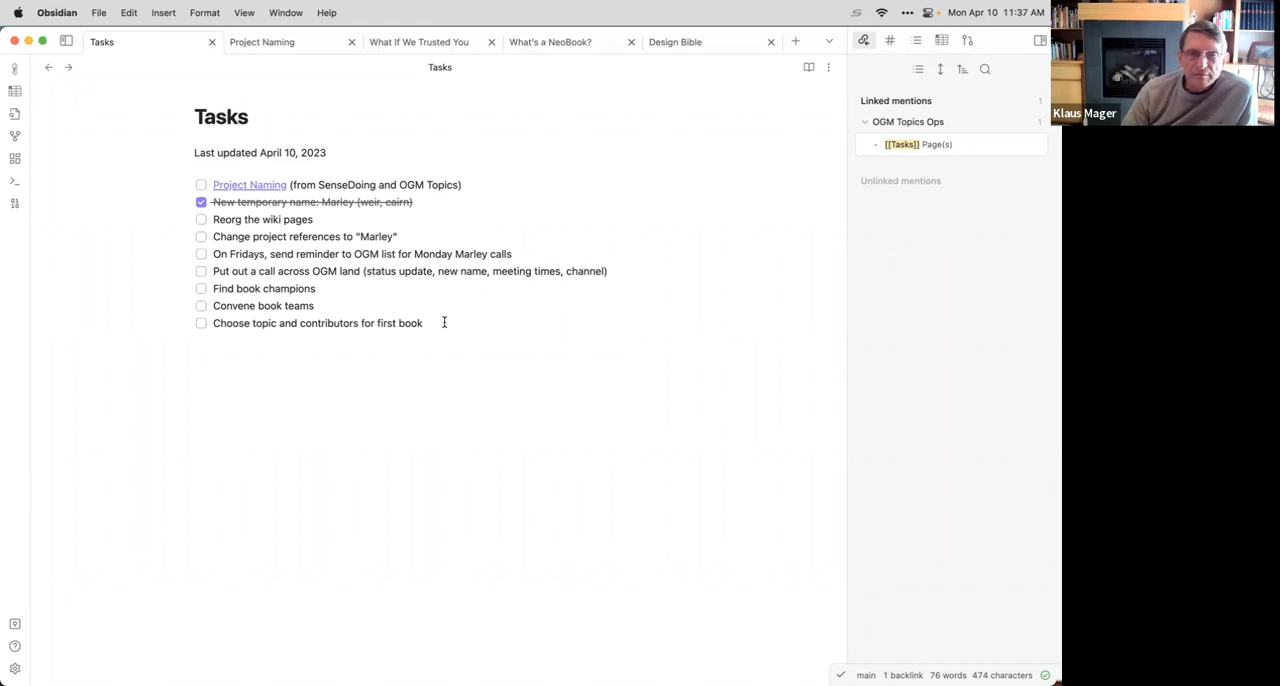 Obsidian File Edit Insert Format View Window Help Mon Apr 10 11:37 AM
Tasks Project Naming What If We Trusted You What's a NeoBook? Design Bible
Tasks
Tasks
Last updated April 10, 2023
Project Naming (from SenseDoing and OGM Topics)
New temporary name: Marley (weir, cairn)
Reorg the wiki pages
Change project references to "Marley"
On Fridays, send reminder to OGM list for Monday Marley calls
Put out a call across OGM land (status update, new name, meeting times, channel)
Find book champions
Convene book teams
Choose topic and contributors for first book
Linked mentions 1
OGM Topics Ops 1
- [[Tasks]] Page(s)
Unlinked mentions
main 1 backlink 76 words 474 characters
Klaus Mager